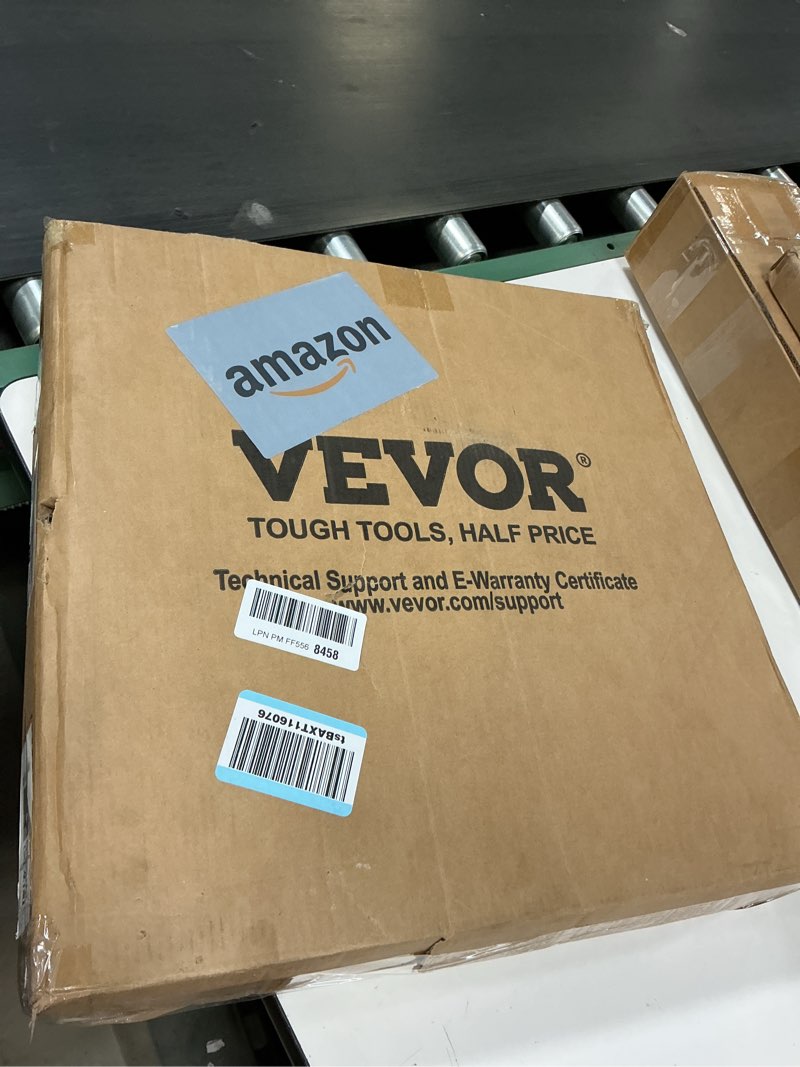 amazon
VEVOR®
TOUGH TOOLS, HALF PRICE
Technical Support and E-Warranty Certificate
www.vevor.com/support
LPN PM FF556 8458
tsBAXT116076